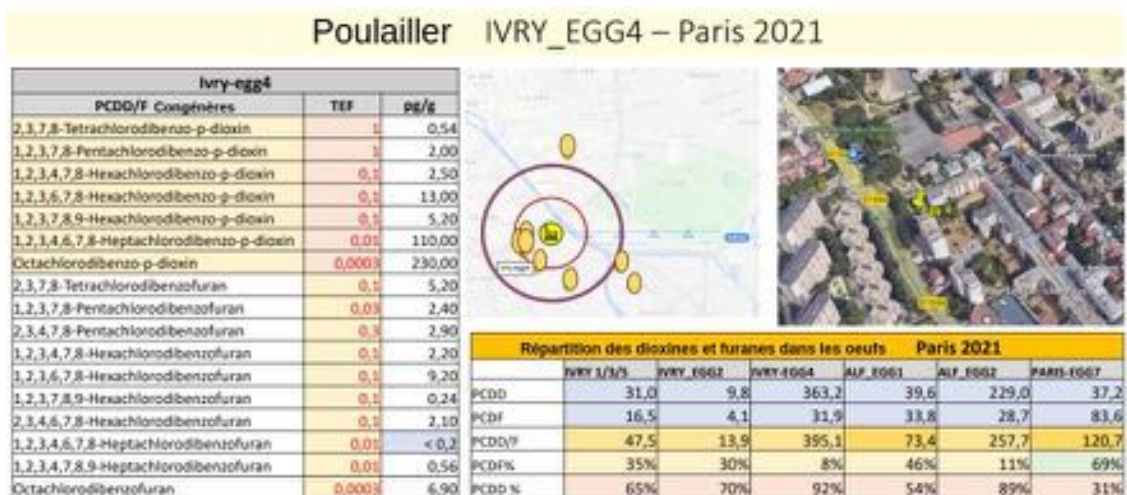 Poulailler IVRY_EGG4 – Paris 2021
Ivry-egg4
PCDD/F Congénères TEF pg/g
2,3,7,8-Tetrachlorodibenzo-p-dioxin 1 0,54
1,2,3,7,8-Pentachlorodibenzo-p-dioxin 1 2,00
1,2,3,4,7,8-Hexachlorodibenzo-p-dioxin 0,1 2,50
1,2,3,6,7,8-Hexachlorodibenzo-p-dioxin 0,1 13,00
1,2,3,7,8,9-Hexachlorodibenzo-p-dioxin 0,1 5,20
1,2,3,4,6,7,8-Heptachlorodibenzo-p-dioxin 0,01 110,00
Octachlorodibenzo-p-dioxin 0,0003 230,00
2,3,7,8-Tetrachlorodibenzofuran 0,1 5,20
1,2,3,7,8-Pentachlorodibenzofuran 0,03 2,40
2,3,4,7,8-Pentachlorodibenzofuran 0,3 2,90
1,2,3,4,7,8-Hexachlorodibenzofuran 0,1 2,20
1,2,3,6,7,8-Hexachlorodibenzofuran 0,1 9,20
1,2,3,7,8,9-Hexachlorodibenzofuran 0,1 0,24
2,3,4,6,7,8-Hexachlorodibenzofuran 0,1 2,10
1,2,3,4,6,7,8-Heptachlorodibenzofuran 0,01 < 0,2
1,2,3,4,7,8,9-Heptachlorodibenzofuran 0,01 0,56
Octachlorodibenzofuran 0,0003 6,90
Répartition des dioxines et furanes dans les oeufs Paris 2021
IVRY 1/3/5 IVRY_EGG2 IVRY-EGG4 ALF_EGG1 ALF_EGG2 PARIS-EGG7
PCDD 31,0 9,8 363,2 39,6 229,0 37,2
PCDF 16,5 4,1 31,9 33,8 28,7 83,6
PCDD/F 47,5 13,9 395,1 73,4 257,7 120,7
PCDF% 35% 30% 8% 46% 11% 69%
PCDD % 65% 70% 92% 54% 89% 31%